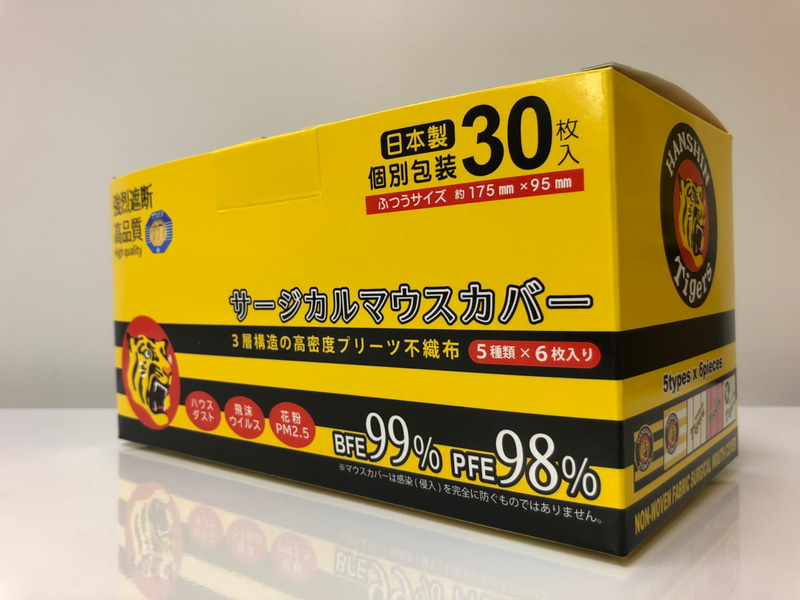 強別遮断
高品質
High quality
日本製
個別包装
30枚入
ふつうサイズ 約175㎜×95㎜
サージカルマウスカバー
3層構造の高密度プリーツ不織布
5種類×6枚入り
ハウス
ダスト
飛沫
ウイルス
花粉
PM2.5
BFE99% PFE98%
※マウスカバーは感染(侵入)を完全に防ぐものではありません。
HANSHIN
Tigers
5types x 6pieces
NON-WOVEN FABRIC SURGICAL MOUTH COVER